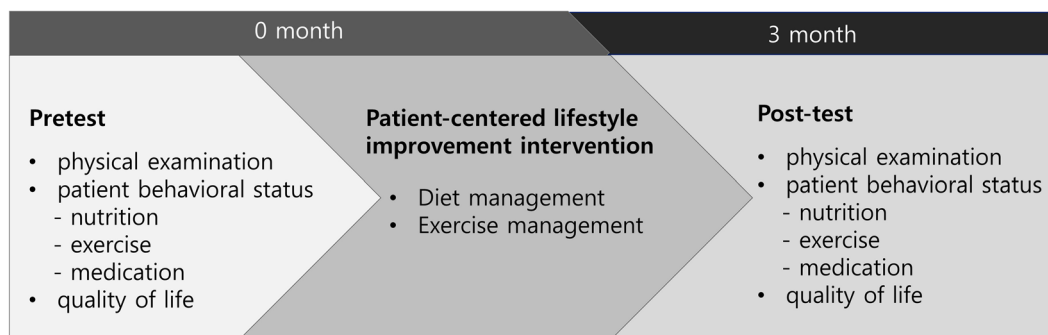 0 month
3 month
Pretest
• physical examination
• patient behavioral status
- nutrition
- exercise
- medication
• quality of life
Patient-centered lifestyle
improvement intervention
• Diet management
• Exercise management
Post-test
• physical examination
• patient behavioral status
- nutrition
- exercise
- medication
• quality of life